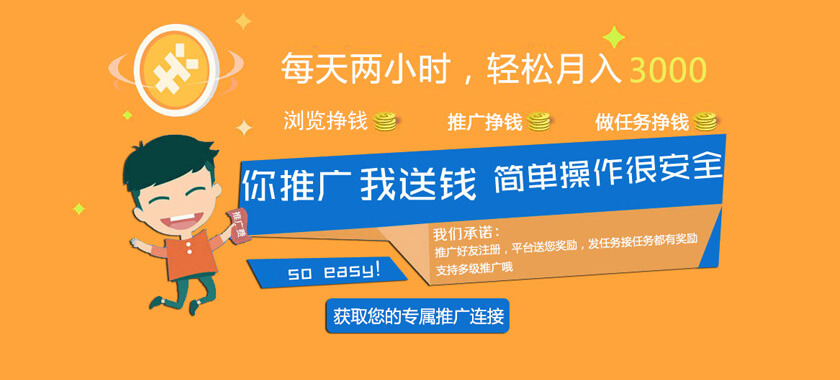 每天两小时，轻松月入3000
浏览挣钱 推广挣钱 做任务挣钱
你推广我送钱 简单操作很安全
推广赚
我们承诺：
推广好友注册，平台送您奖励，发任务接任务都有奖励
支持多级推广哦
so easy!
获取您的专属推广连接